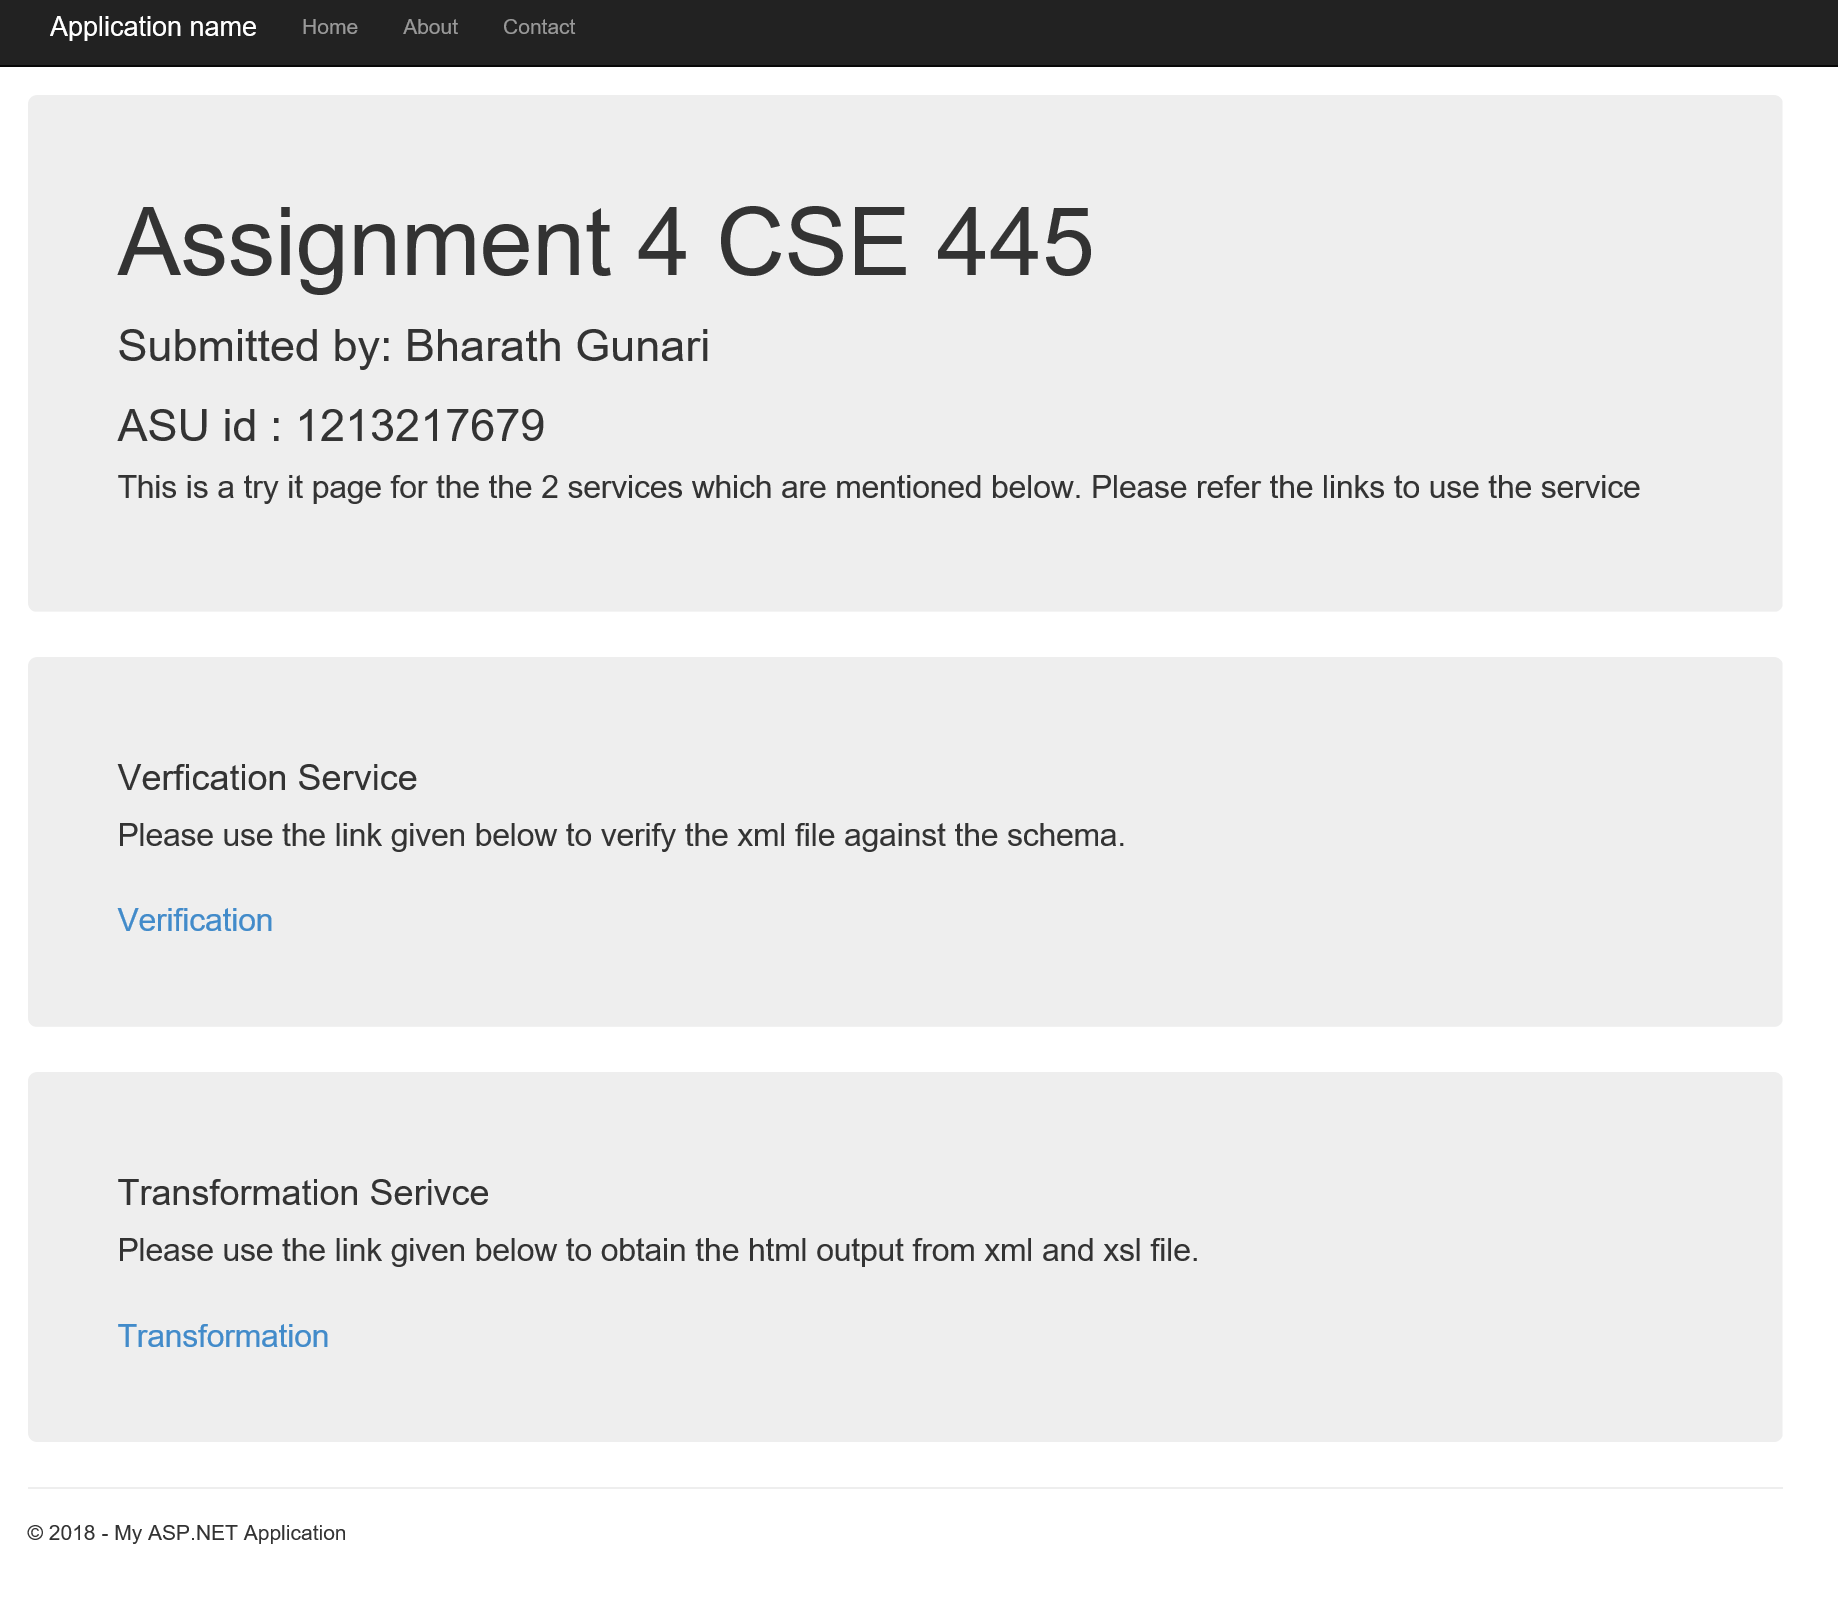 Application name Home About Contact
Assignment 4 CSE 445
Submitted by: Bharath Gunari
ASU id : 1213217679
This is a try it page for the the 2 services which are mentioned below. Please refer the links to use the service
Verfication Service
Please use the link given below to verify the xml file against the schema.
Verification
Transformation Serivce
Please use the link given below to obtain the html output from xml and xsl file.
Transformation
© 2018 - My ASP.NET Application